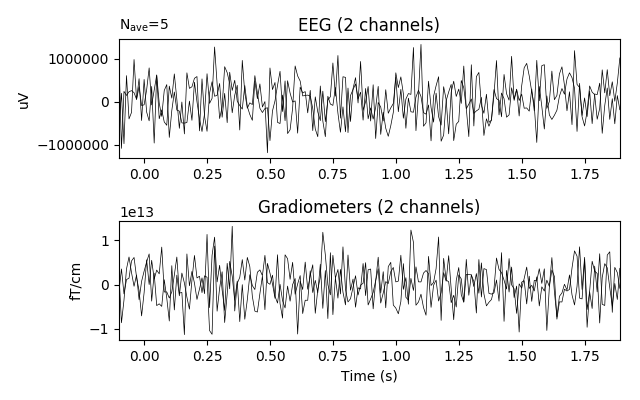 N_ave=5
EEG (2 channels)
1000000
0
−1000000
uV
0.00 0.25 0.50 0.75 1.00 1.25 1.50 1.75
1e13
Gradiometers (2 channels)
1
0
−1
fT/cm
0.00 0.25 0.50 0.75 1.00 1.25 1.50 1.75
Time (s)